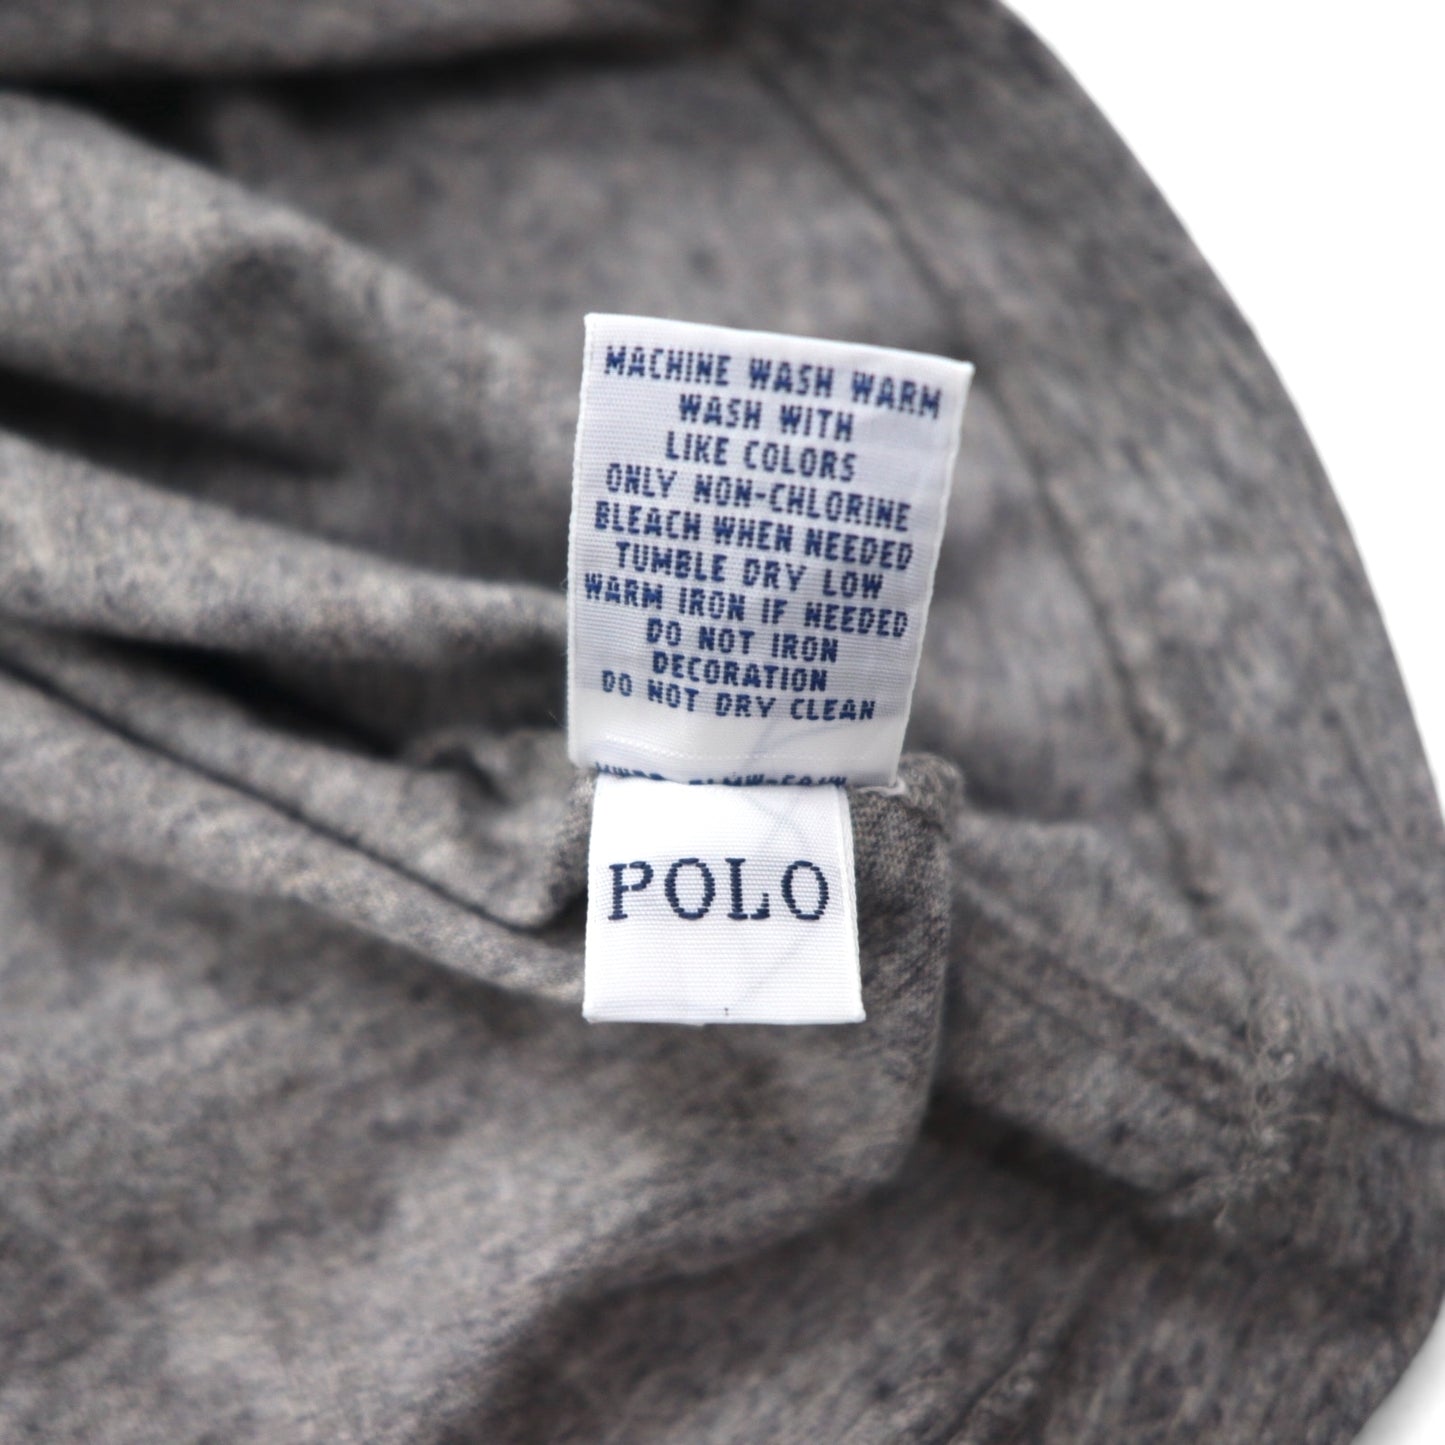 MACHINE WASH WARM
WASH WITH
LIKE COLORS
ONLY NON-CHLORINE
BLEACH WHEN NEEDED
TUMBLE DRY LOW
WARM IRON IF NEEDED
DO NOT IRON
DECORATION
DO NOT DRY CLEAN
POLO